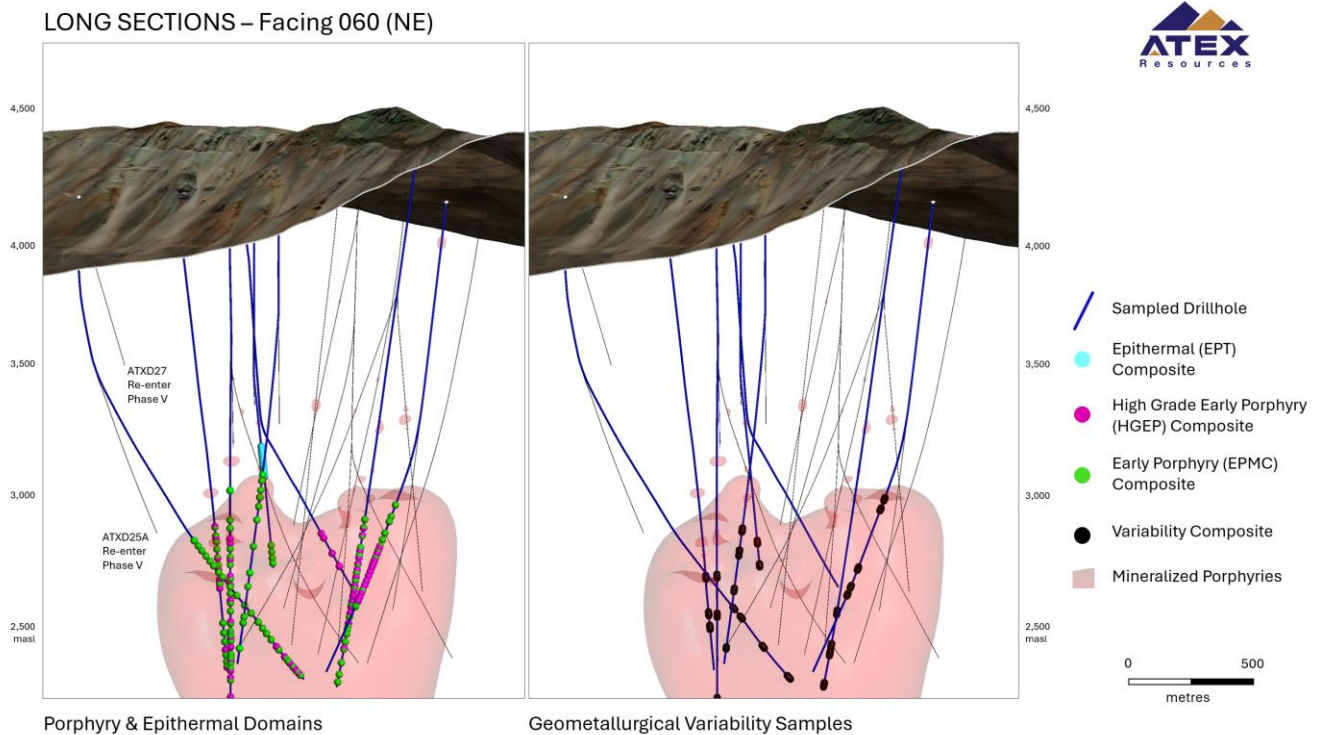 LONG SECTIONS – Facing 060 (NE)
ATEX
Resources
4,500
4,000
3,500
3,000
2,500
masl
ATXD27
Re-enter
Phase V
ATXD25A
Re-enter
Phase V
4,500
4,000
3,500
3,000
2,500
masl
Sampled Drillhole
Epithermal (EPT)
Composite
High Grade Early Porphyry
(HGEP) Composite
Early Porphyry (EPMC)
Composite
Variability Composite
Mineralized Porphyries
0 500
metres
Porphyry & Epithermal Domains
Geometallurgical Variability Samples